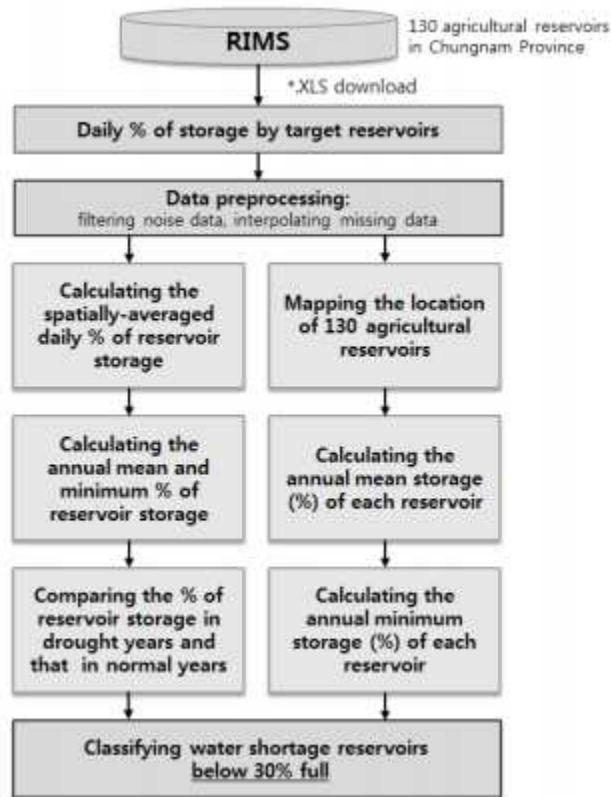 RIMS
130 agricultural reservoirs
in Chungnam Province
*.XLS download
Daily % of storage by target reservoirs
Data preprocessing:
filtering noise data, interpolating missing data
Calculating the
spatially-averaged
daily % of reservoir
storage
Mapping the location
of 130 agricultural
reservoirs
Calculating the
annual mean and
minimum % of
reservoir storage
Calculating the
annual mean storage
(%) of each reservoir
Comparing the % of
reservoir storage in
drought years and
that in normal years
Calculating the
annual minimum
storage (%) of each
reservoir
Classifying water shortage reservoirs
below 30% full